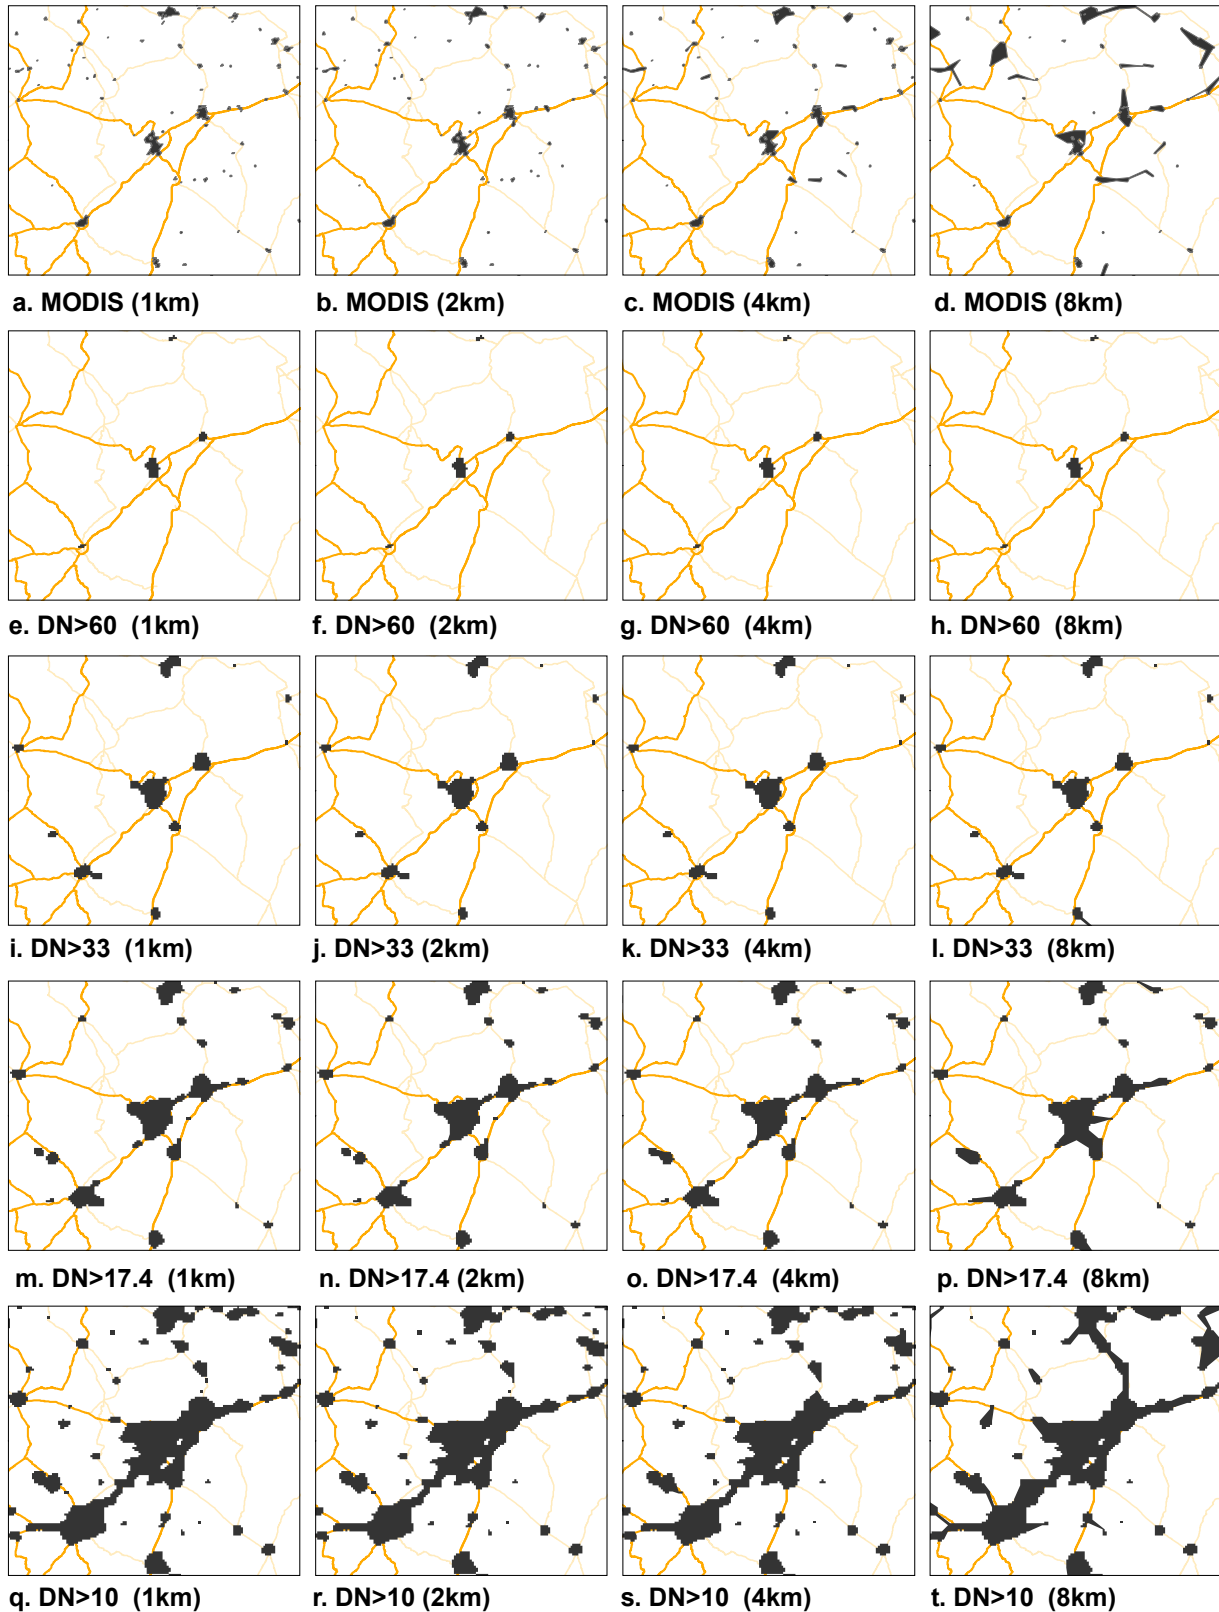 a. MODIS (1km) b. MODIS (2km) c. MODIS (4km) d. MODIS (8km)
e. DN>60 (1km) f. DN>60 (2km) g. DN>60 (4km) h. DN>60 (8km)
i. DN>33 (1km) j. DN>33 (2km) k. DN>33 (4km) l. DN>33 (8km)
m. DN>17.4 (1km) n. DN>17.4 (2km) o. DN>17.4 (4km) p. DN>17.4 (8km)
q. DN>10 (1km) r. DN>10 (2km) s. DN>10 (4km) t. DN>10 (8km)